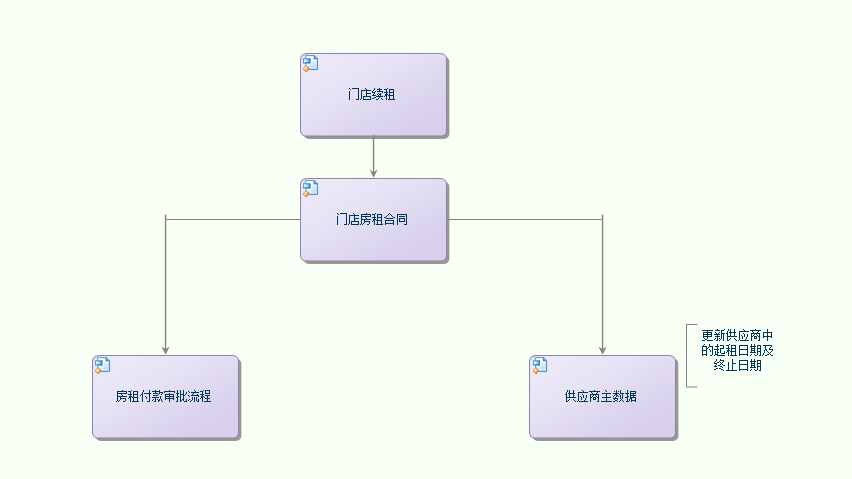 门店续租
门店房租合同
更新供应商中
的起租日期及
终止日期
房租付款审批流程
供应商主数据